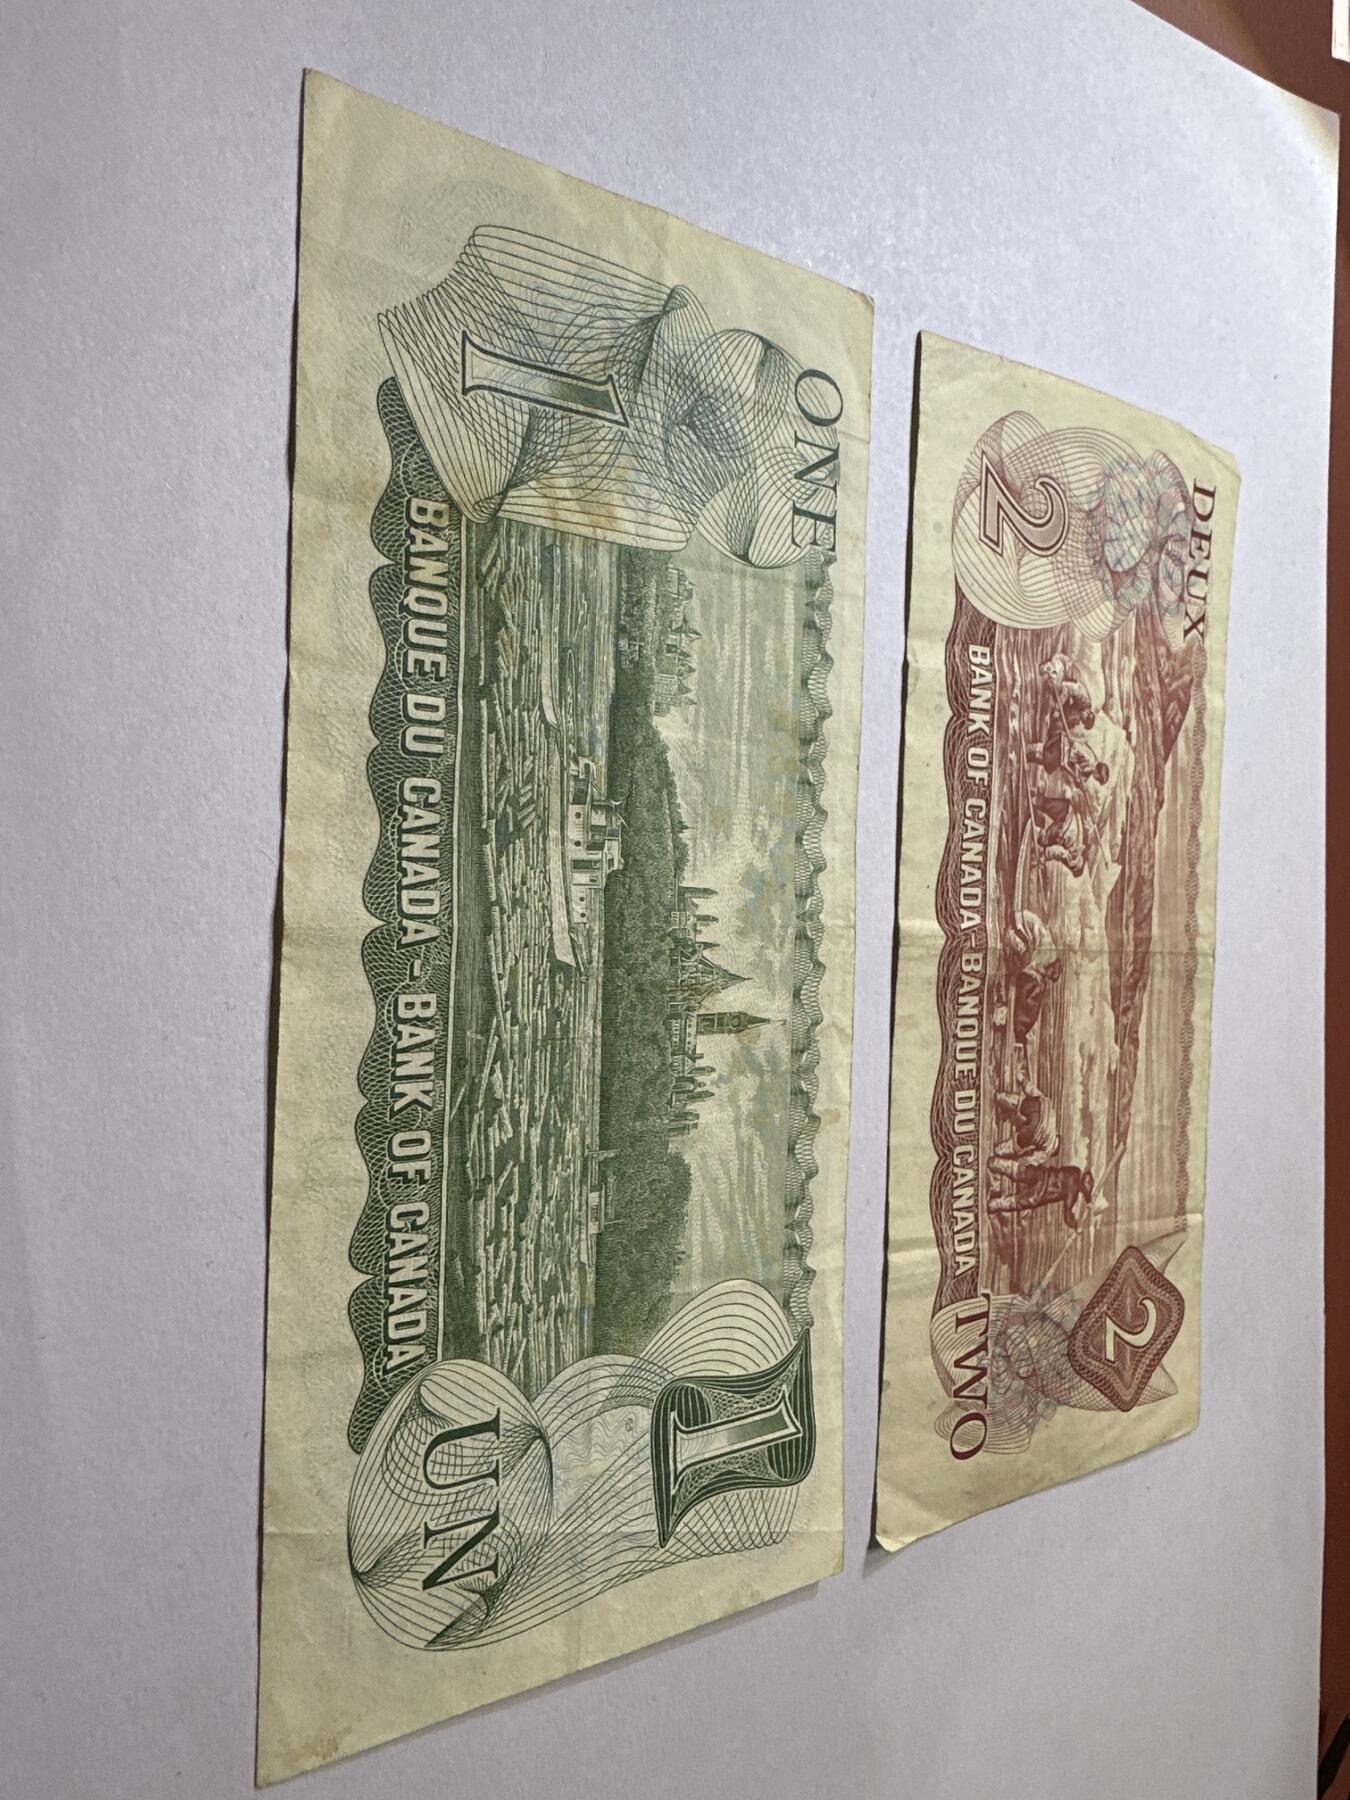 ONE
1
BANQUE DU CANADA - BANK OF CANADA
1
UN
DEUX
2
BANK OF CANADA - BANQUE DU CANADA
2
TWO